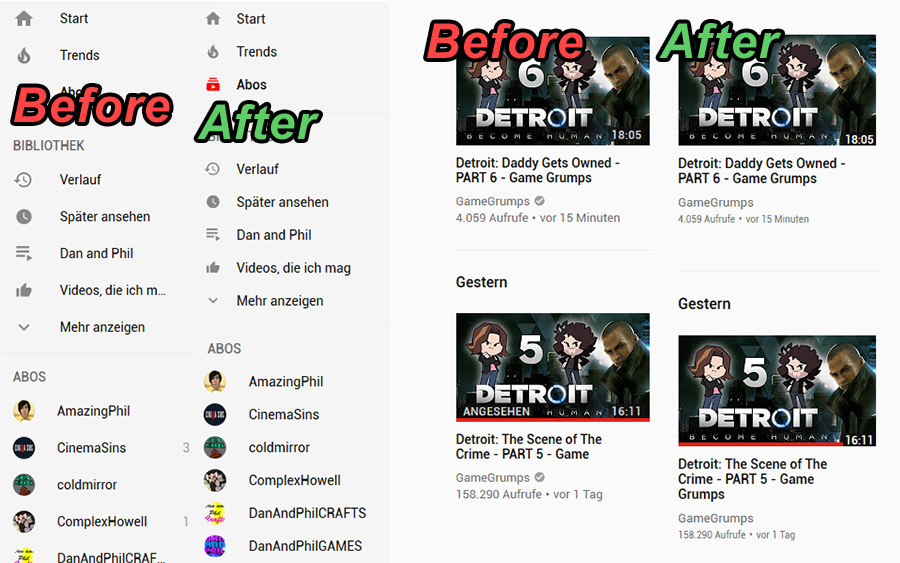 Start
Trends
Abo
Before
BIBLIOTHEK
Verlauf
Später ansehen
Dan and Phil
Videos, die ich m...
Mehr anzeigen
ABOS
AmazingPhil
CinemaSins 3
coldmirror
ComplexHowell 1
DanAndPhilCRAF...
Start
Trends
Abos
After
Verlauf
Später ansehen
Dan and Phil
Videos, die ich mag
Mehr anzeigen
ABOS
AmazingPhil
CinemaSins
coldmirror
ComplexHowell
DanAndPhilCRAFTS
DanAndPhilGAMES
Before
6
DETROIT
BECOME HUMAN
18:05
Detroit: Daddy Gets Owned -
PART 6 - Game Grumps
GameGrumps
4.059 Aufrufe • vor 15 Minuten
Gestern
5
DETROIT
ANGESEHEN HUMAN 16:11
Detroit: The Scene of The
Crime - PART 5 - Game
GameGrumps
158.290 Aufrufe • vor 1 Tag
After
6
DETROIT
BECOME HUMAN
18:05
Detroit: Daddy Gets Owned -
PART 6 - Game Grumps
GameGrumps
4.059 Aufrufe • vor 15 Minuten
Gestern
5
DETROIT
BECOME HUMAN
16:11
Detroit: The Scene of The
Crime - PART 5 - Game
Grumps
GameGrumps
158.290 Aufrufe • vor 1 Tag